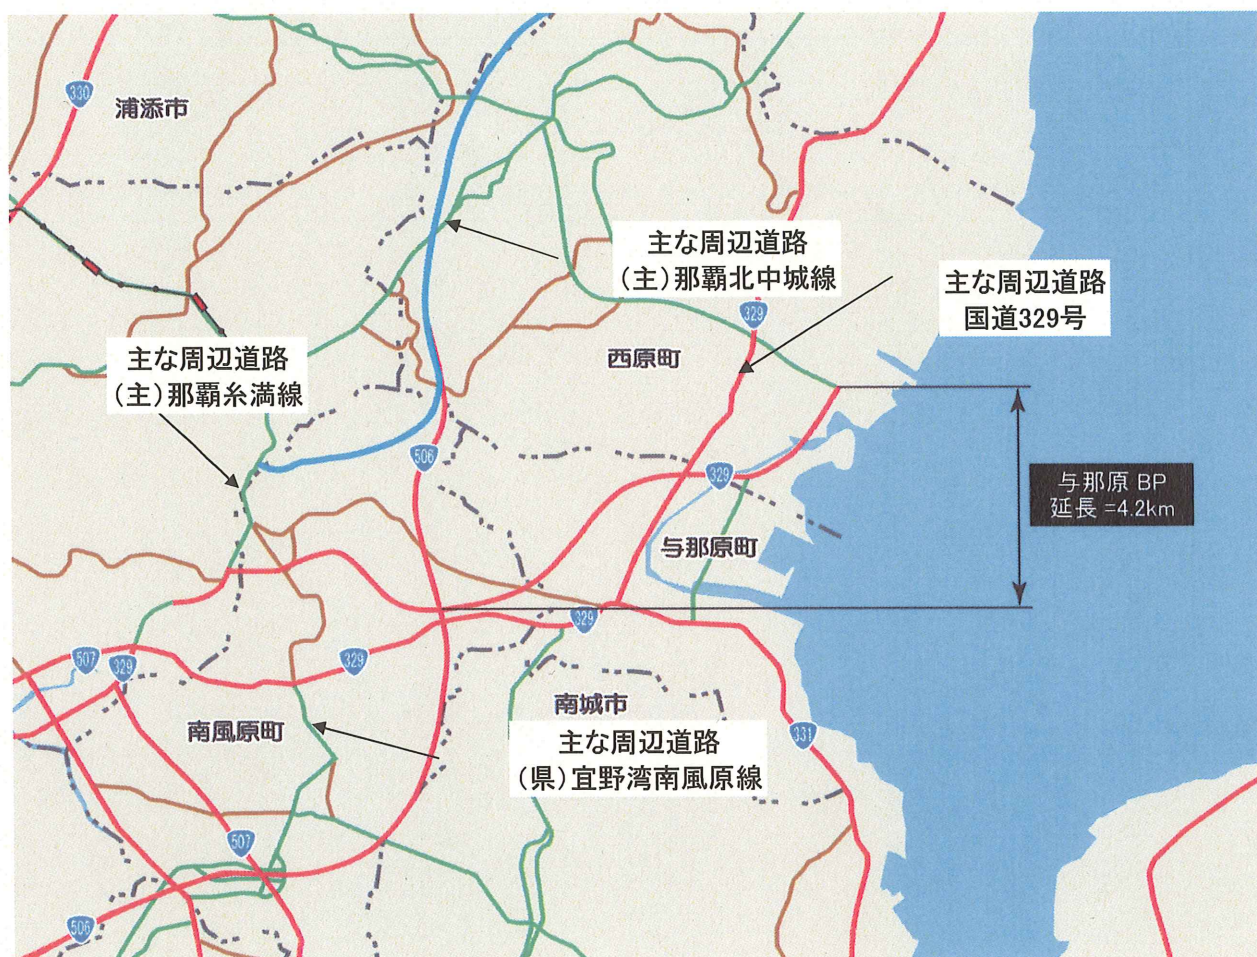 330
浦添市
主な周辺道路
(主)那覇北中城線
主な周辺道路
国道329号
329
西原町
主な周辺道路
(主)那覇糸満線
506
329
与那原 BP
延長 =4.2km
与那原町
329
507
329
329
南城市
南風原町
331
主な周辺道路
(県)宜野湾南風原線
507
506